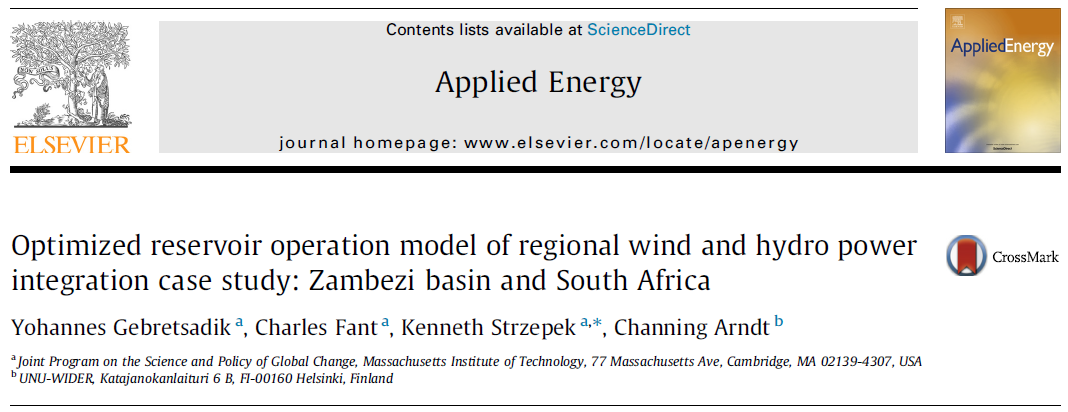 Contents lists available at ScienceDirect
Applied Energy
journal homepage: www.elsevier.com/locate/apenergy
NON SOLUS
ELSEVIER
AppliedEnergy
ScienceDirect
Optimized reservoir operation model of regional wind and hydro power
integration case study: Zambezi basin and South Africa
CrossMark
Yohannes Gebretsadik a, Charles Fant a, Kenneth Strzepek a,*, Channing Arndt b
a Joint Program on the Science and Policy of Global Change, Massachusetts Institute of Technology, 77 Massachusetts Ave, Cambridge, MA 02139-4307, USA
b UNU-WIDER, Katajanokanlaituri 6 B, FI-00160 Helsinki, Finland